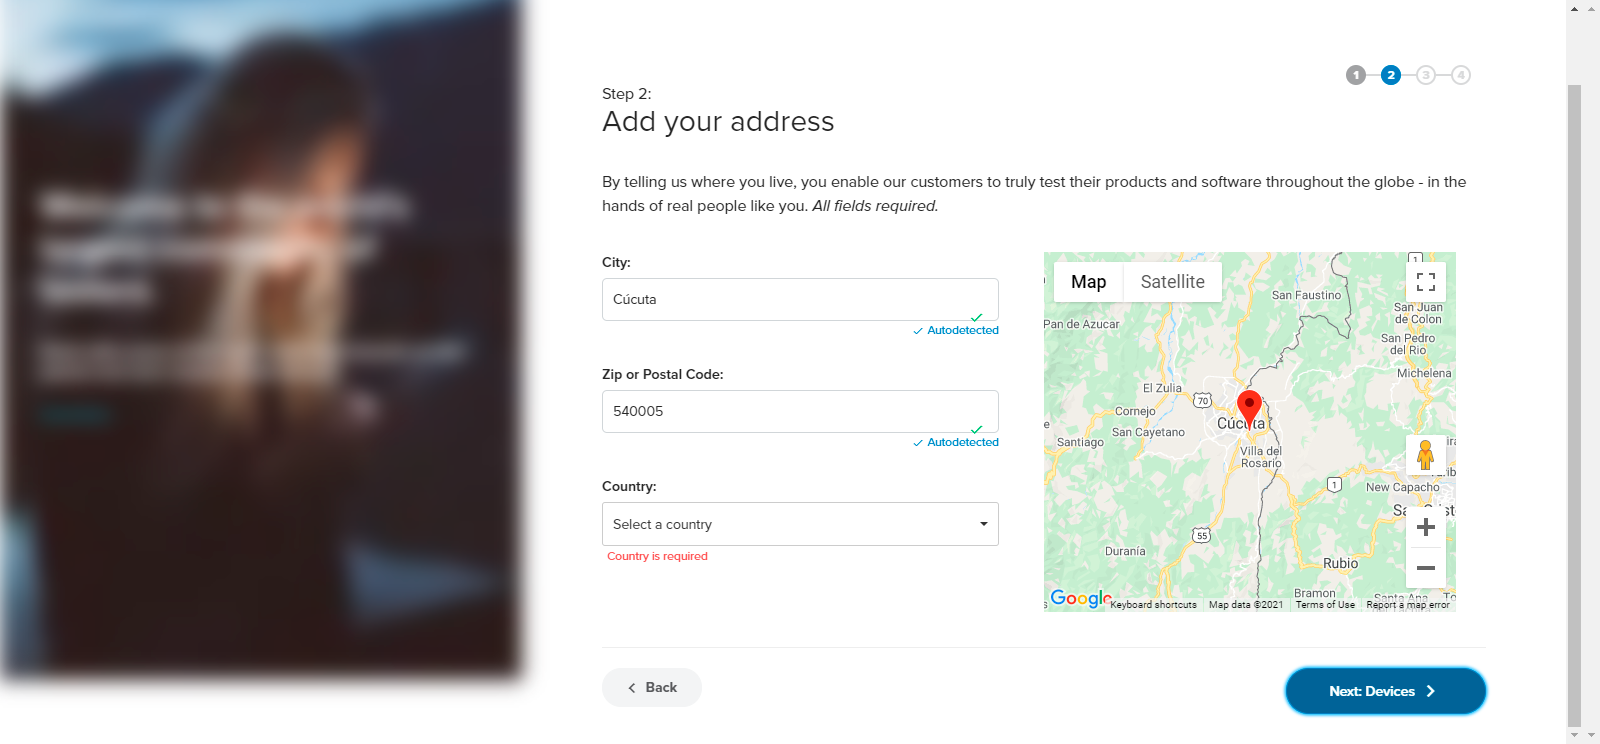 1 2 3 4
Step 2:
Add your address
By telling us where you live, you enable our customers to truly test their products and software throughout the globe - in the
hands of real people like you. All fields required.
City:
Cúcuta
Autodetected
Zip or Postal Code:
540005
Autodetected
Country:
Select a country
Country is required
Map Satellite
1
San Faustino
San Juan
de Colon
Pan de Azucar
San Pedro
del Rio
Michelena
El Zulia
70
Cornejo
Cúcuta
San Cayetano
Santiago
Villa del
Rosario
1
New Capacho
55
Duranía
Rubio
Bramon
Santa Ana
Google
Keyboard shortcuts Map data ©2021 Terms of Use Report a map error
Back
Next: Devices